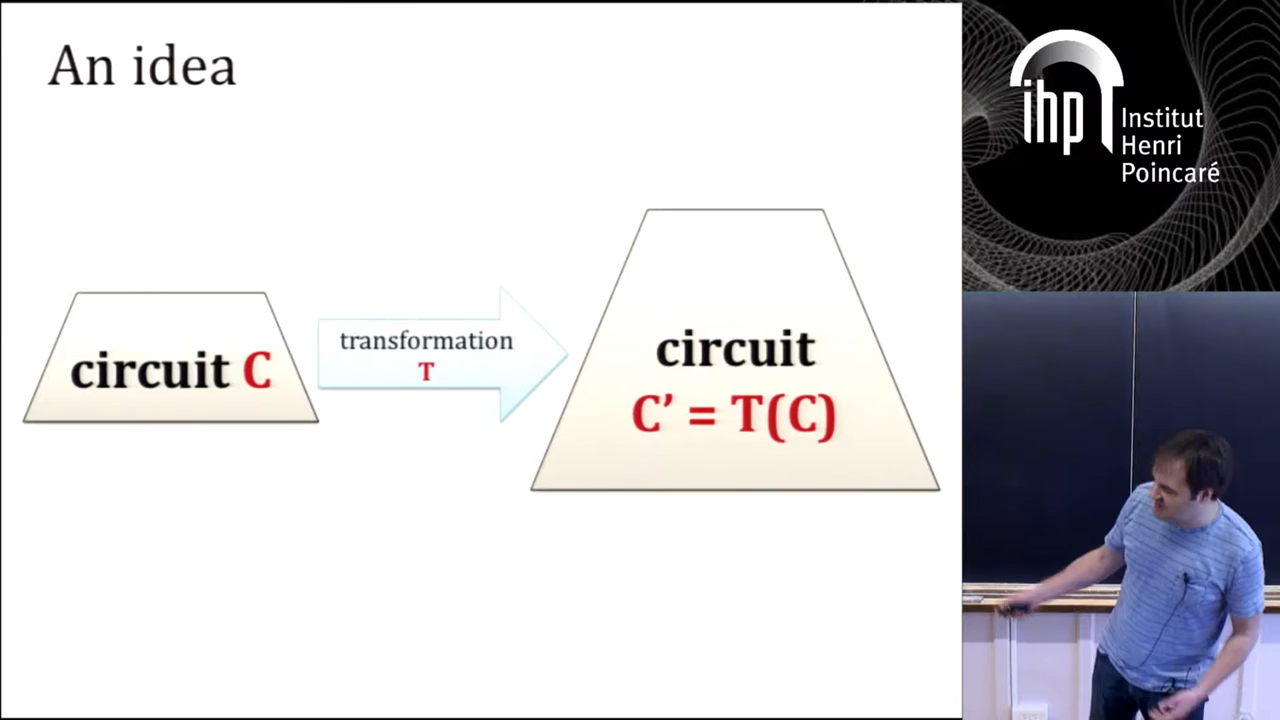 An idea
circuit C
transformation
T
circuit
C’ = T(C)
ihp
Institut
Henri
Poincaré